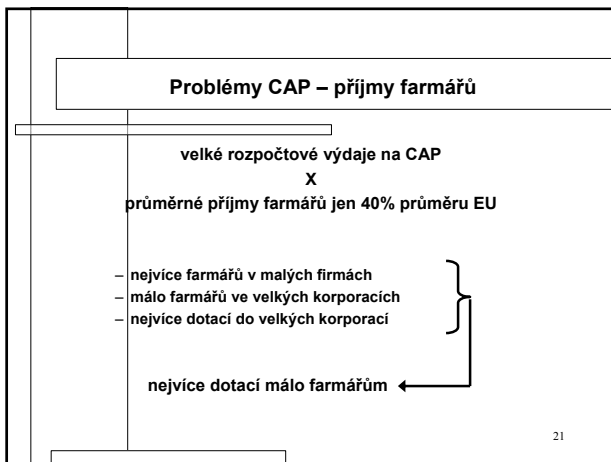 Problémy CAP – příjmy farmářů
velké rozpočtové výdaje na CAP
X
průměrné příjmy farmářů jen 40% průměru EU
– nejvíce farmářů v malých firmách
– málo farmářů ve velkých korporacích
– nejvíce dotací do velkých korporací
nejvíce dotací málo farmářům
21